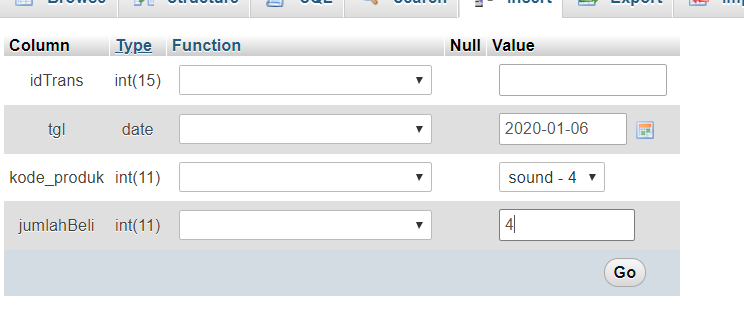 Browse Structure SQL Search Insert Export
Column Type Function Null Value
idTrans int(15)
tgl date 2020-01-06
kode_produk int(11) sound - 4
jumlahBeli int(11) 4
Go